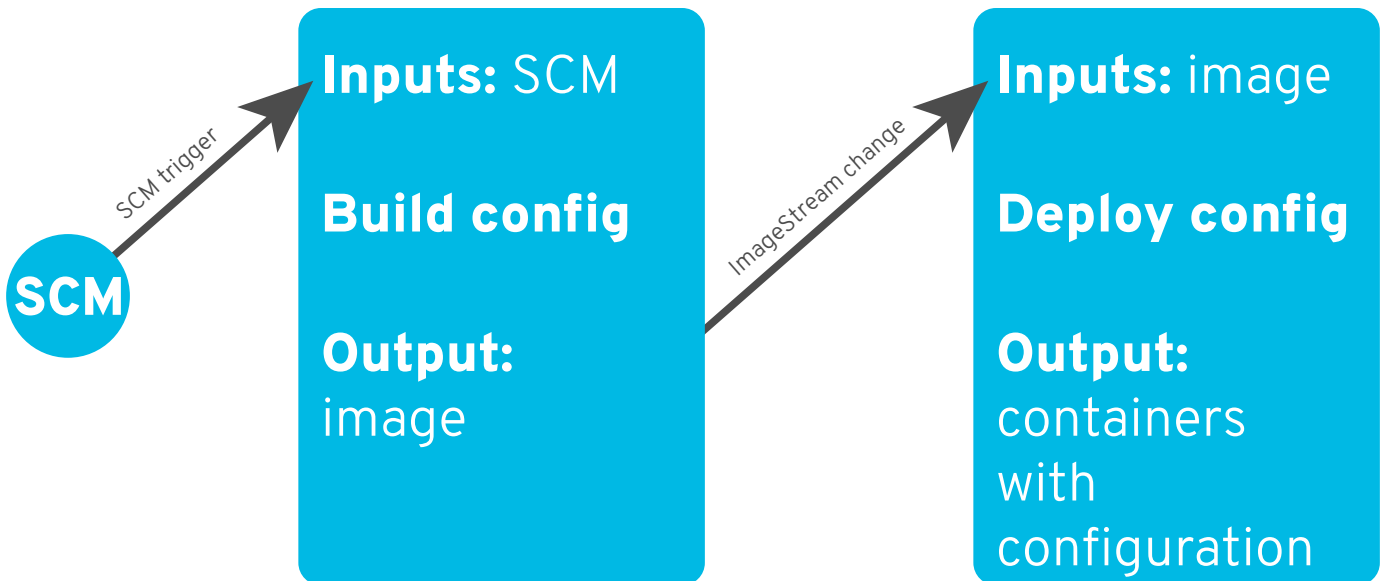 SCM
SCM trigger
Inputs: SCM
Build config
Output:
image
ImageStream change
Inputs: image
Deploy config
Output:
containers
with
configuration